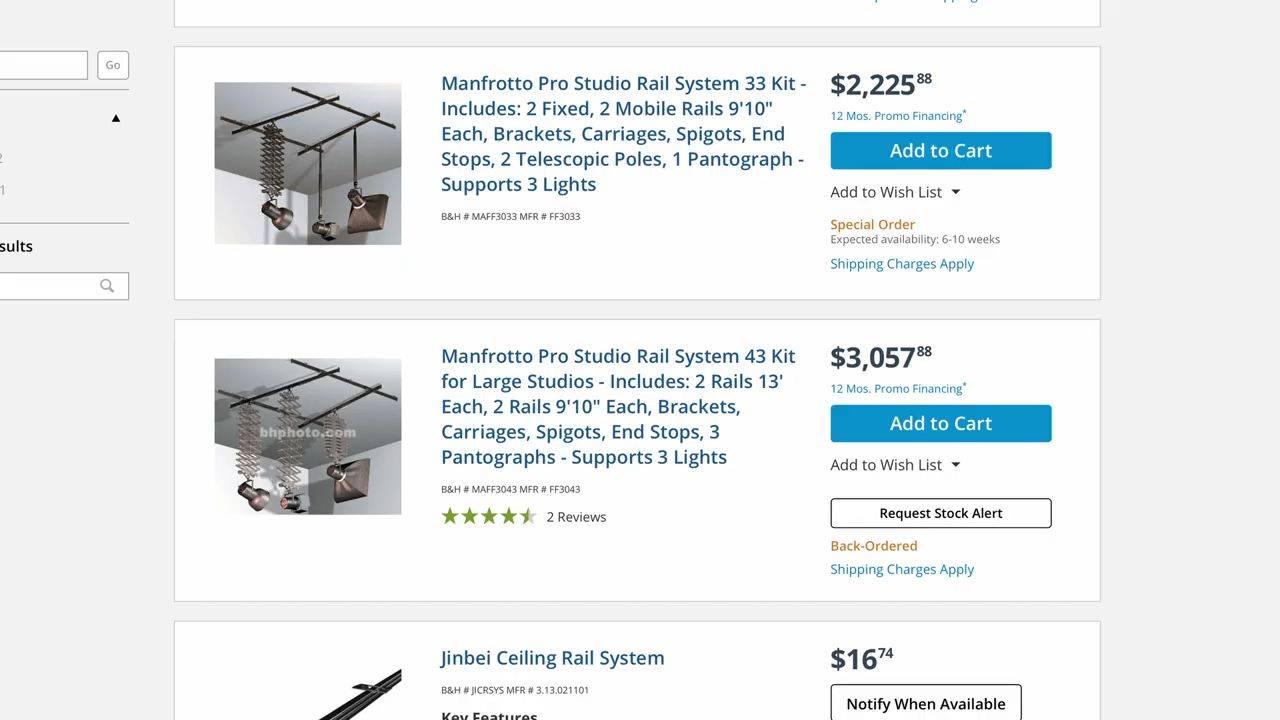 Go
▲
2
1
sults
Manfrotto Pro Studio Rail System 33 Kit -
Includes: 2 Fixed, 2 Mobile Rails 9'10"
Each, Brackets, Carriages, Spigots, End
Stops, 2 Telescopic Poles, 1 Pantograph -
Supports 3 Lights
B&H # MAFF3033 MFR # FF3033
$2,225 88
12 Mos. Promo Financing*
Add to Cart
Add to Wish List
Special Order
Expected availability: 6-10 weeks
Shipping Charges Apply
bhphoto.com
Manfrotto Pro Studio Rail System 43 Kit
for Large Studios - Includes: 2 Rails 13'
Each, 2 Rails 9'10" Each, Brackets,
Carriages, Spigots, End Stops, 3
Pantographs - Supports 3 Lights
B&H # MAFF3043 MFR # FF3043
2 Reviews
$3,057 88
12 Mos. Promo Financing*
Add to Cart
Add to Wish List
Request Stock Alert
Back-Ordered
Shipping Charges Apply
Jinbei Ceiling Rail System
B&H # JICRSYS MFR # 3.13.021101
Key Features
$16 74
Notify When Available